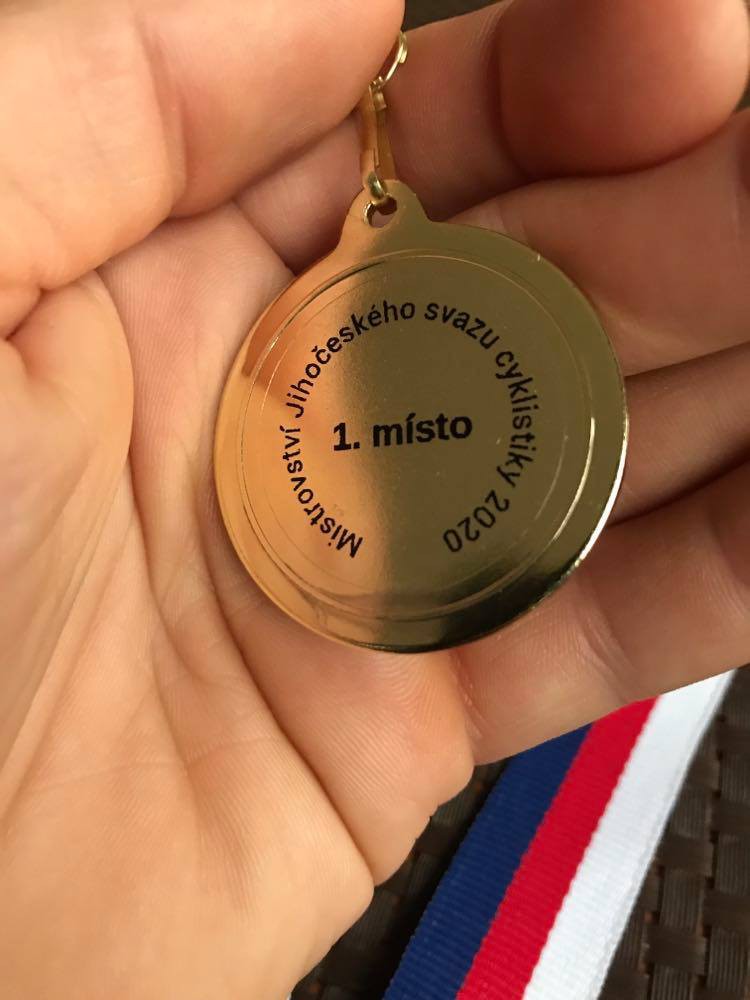 Mistrovství Jihočeského svazu cyklistiky 2020
1. místo